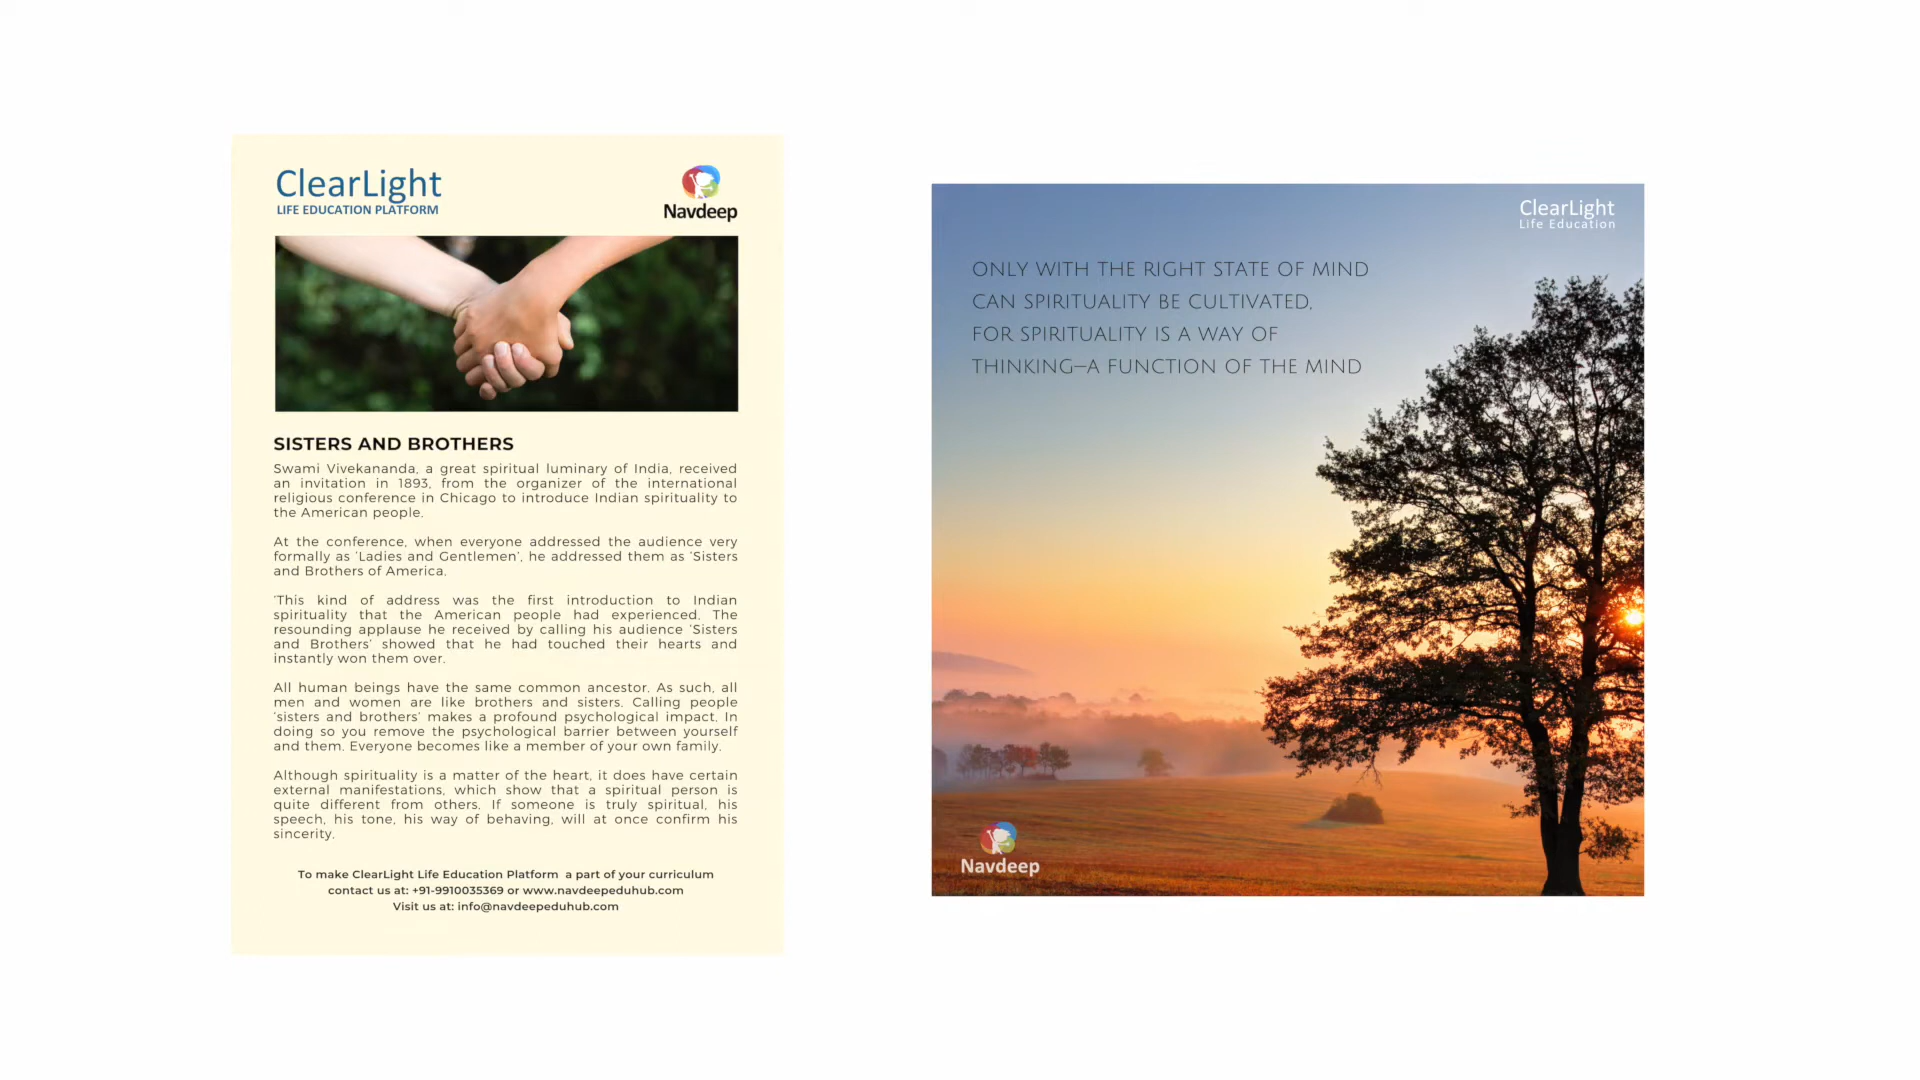 ClearLight
LIFE EDUCATION PLATFORM
Navdeep
SISTERS AND BROTHERS
Swami Vivekananda, a great spiritual luminary of India, received
an invitation in 1893, from the organizer of the international
religious conference in Chicago to introduce Indian spirituality to
the American people.
At the conference, when everyone addressed the audience very
formally as 'Ladies and Gentlemen', he addressed them as 'Sisters
and Brothers of America.
'This kind of address was the first introduction to Indian
spirituality that the American people had experienced. The
resounding applause he received by calling his audience 'Sisters
and Brothers' showed that he had touched their hearts and
instantly won them over.
All human beings have the same common ancestor. As such, all
men and women are like brothers and sisters. Calling people
'sisters and brothers' makes a profound psychological impact. In
doing so you remove the psychological barrier between yourself
and them. Everyone becomes like a member of your own family.
Although spirituality is a matter of the heart, it does have certain
external manifestations, which show that a spiritual person is
quite different from others. If someone is truly spiritual, his
speech, his tone, his way of behaving, will at once confirm his
sincerity.
To make ClearLight Life Education Platform a part of your curriculum
contact us at: +91-9910035369 or www.navdeepeduhub.com
Visit us at: info@navdeepeduhub.com
ClearLight
Life Education
ONLY WITH THE RIGHT STATE OF MIND
CAN SPIRITUALITY BE CULTIVATED,
FOR SPIRITUALITY IS A WAY OF
THINKING—A FUNCTION OF THE MIND
Navdeep